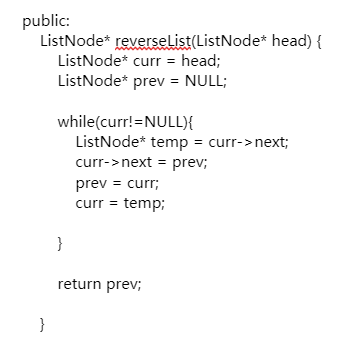 public:
ListNode* reverseList(ListNode* head) {
ListNode* curr = head;
ListNode* prev = NULL;
while(curr!=NULL){
ListNode* temp = curr->next;
curr->next = prev;
prev = curr;
curr = temp;
}
return prev;
}